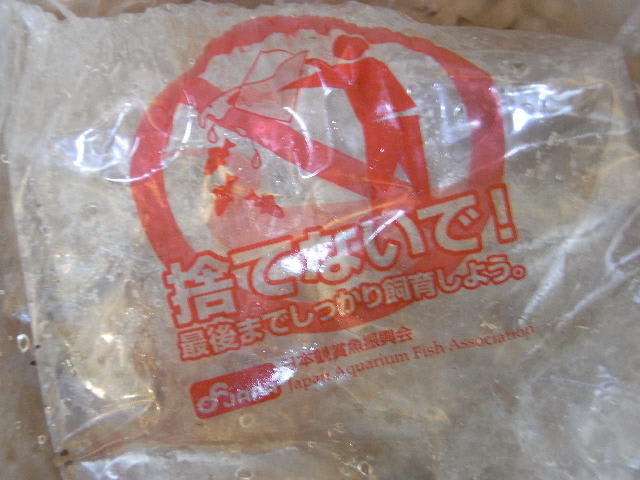 捨てないで!
最後までしっかり飼育しよう。
日本観賞魚振興会
Japan Aquarium Fish Association